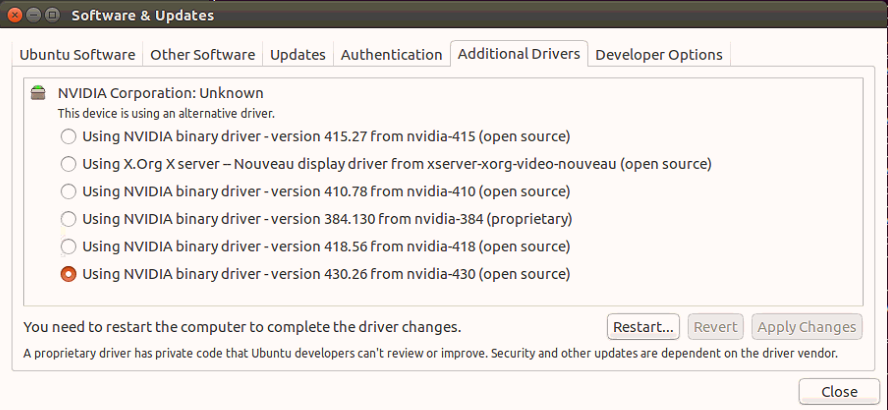 Software & Updates
Ubuntu Software Other Software Updates Authentication Additional Drivers Developer Options
NVIDIA Corporation: Unknown
This device is using an alternative driver.
Using NVIDIA binary driver - version 415.27 from nvidia-415 (open source)
Using X.Org X server – Nouveau display driver from xserver-xorg-video-nouveau (open source)
Using NVIDIA binary driver - version 410.78 from nvidia-410 (open source)
Using NVIDIA binary driver - version 384.130 from nvidia-384 (proprietary)
Using NVIDIA binary driver - version 418.56 from nvidia-418 (open source)
Using NVIDIA binary driver - version 430.26 from nvidia-430 (open source)
You need to restart the computer to complete the driver changes. Restart... Revert Apply Changes
A proprietary driver has private code that Ubuntu developers can't review or improve. Security and other updates are dependent on the driver vendor.
Close